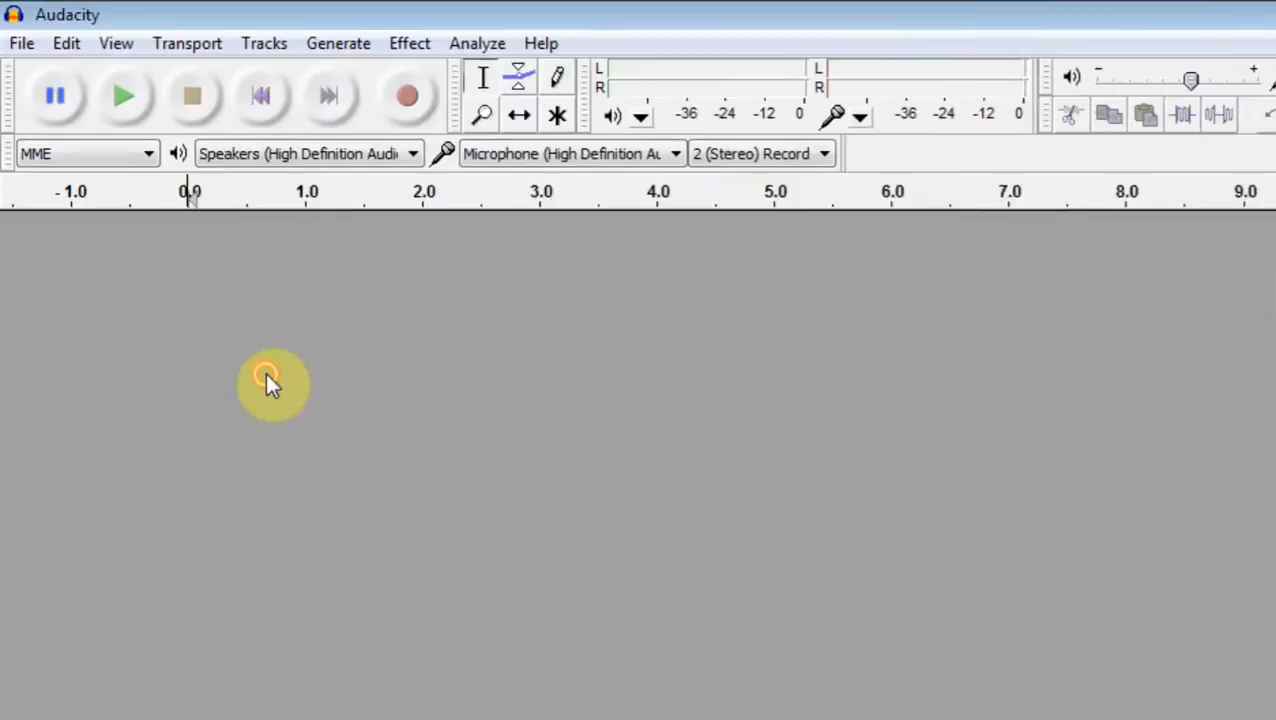 Audacity
File Edit View Transport Tracks Generate Effect Analyze Help
L L - +
R R
-36 -24 -12 0 -36 -24 -12 0
MME Speakers (High Definition Audi Microphone (High Definition Au 2 (Stereo) Record
- 1.0 0.0 1.0 2.0 3.0 4.0 5.0 6.0 7.0 8.0 9.0